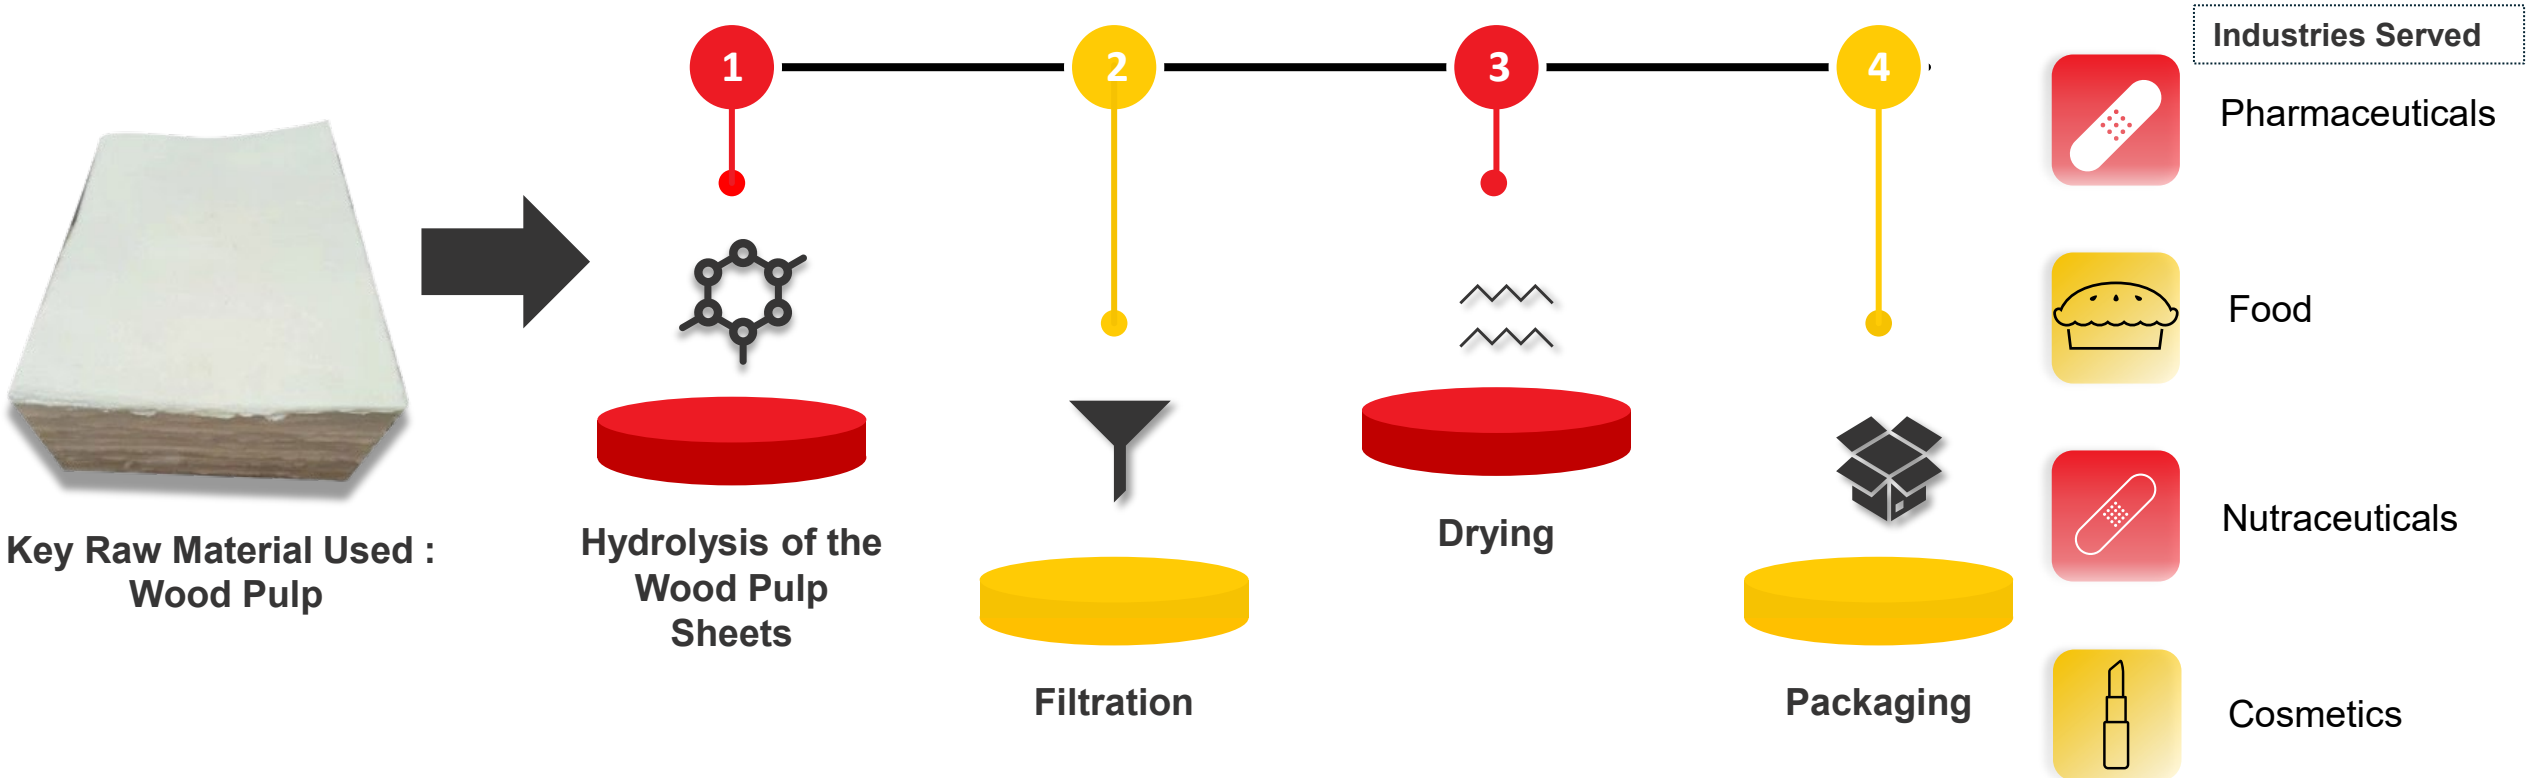 Key Raw Material Used :
Wood Pulp
1
Hydrolysis of the
Wood Pulp
Sheets
2
Filtration
3
Drying
4
Packaging
Industries Served
Pharmaceuticals
Food
Nutraceuticals
Cosmetics